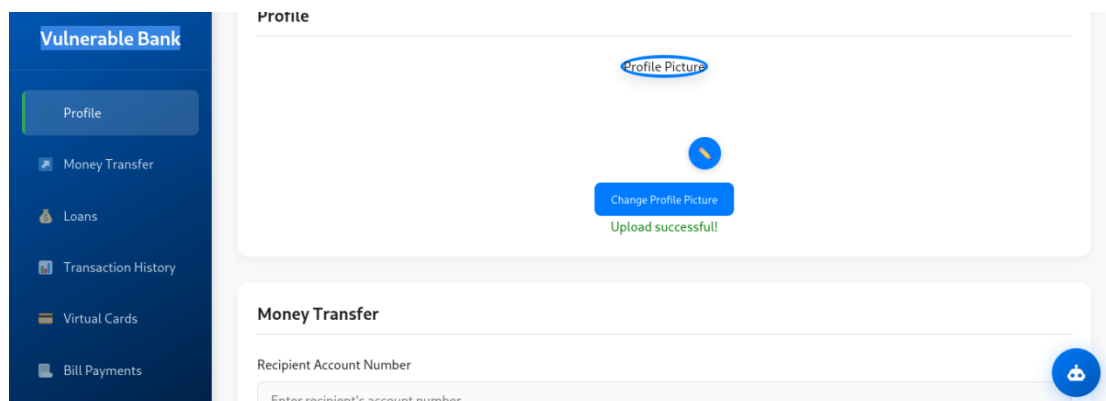 Vulnerable Bank
Profile
Money Transfer
Loans
Transaction History
Virtual Cards
Bill Payments
Profile
Profile Picture
Change Profile Picture
Upload successful!
Money Transfer
Recipient Account Number
Enter recipient's account number